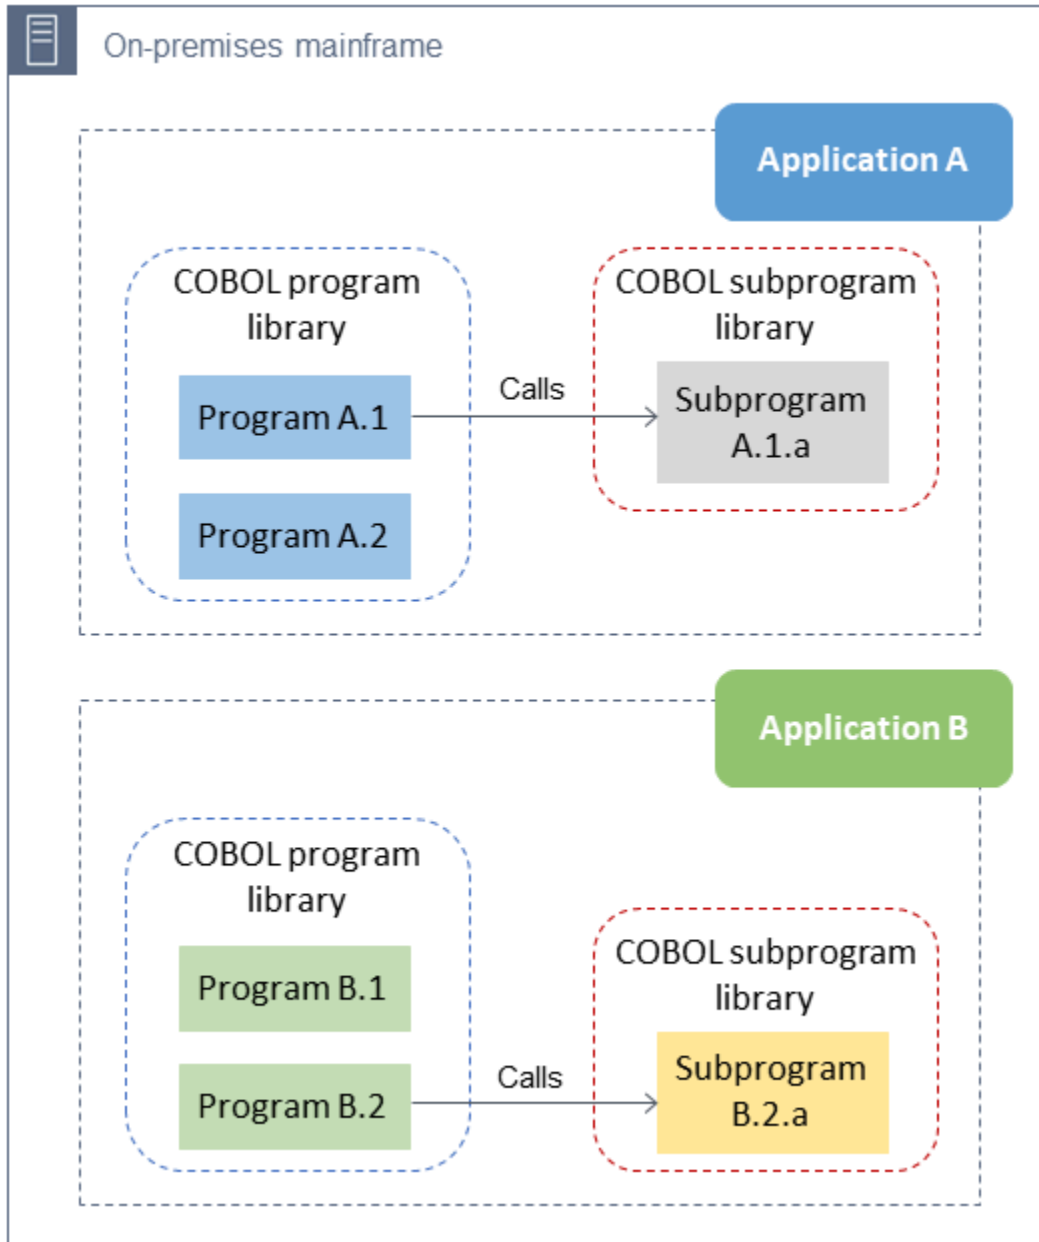 On-premises mainframe
Application A
COBOL program
library
COBOL subprogram
library
Program A.1
Calls
Subprogram
A.1.a
Program A.2
Application B
COBOL program
library
COBOL subprogram
library
Program B.1
Program B.2
Calls
Subprogram
B.2.a